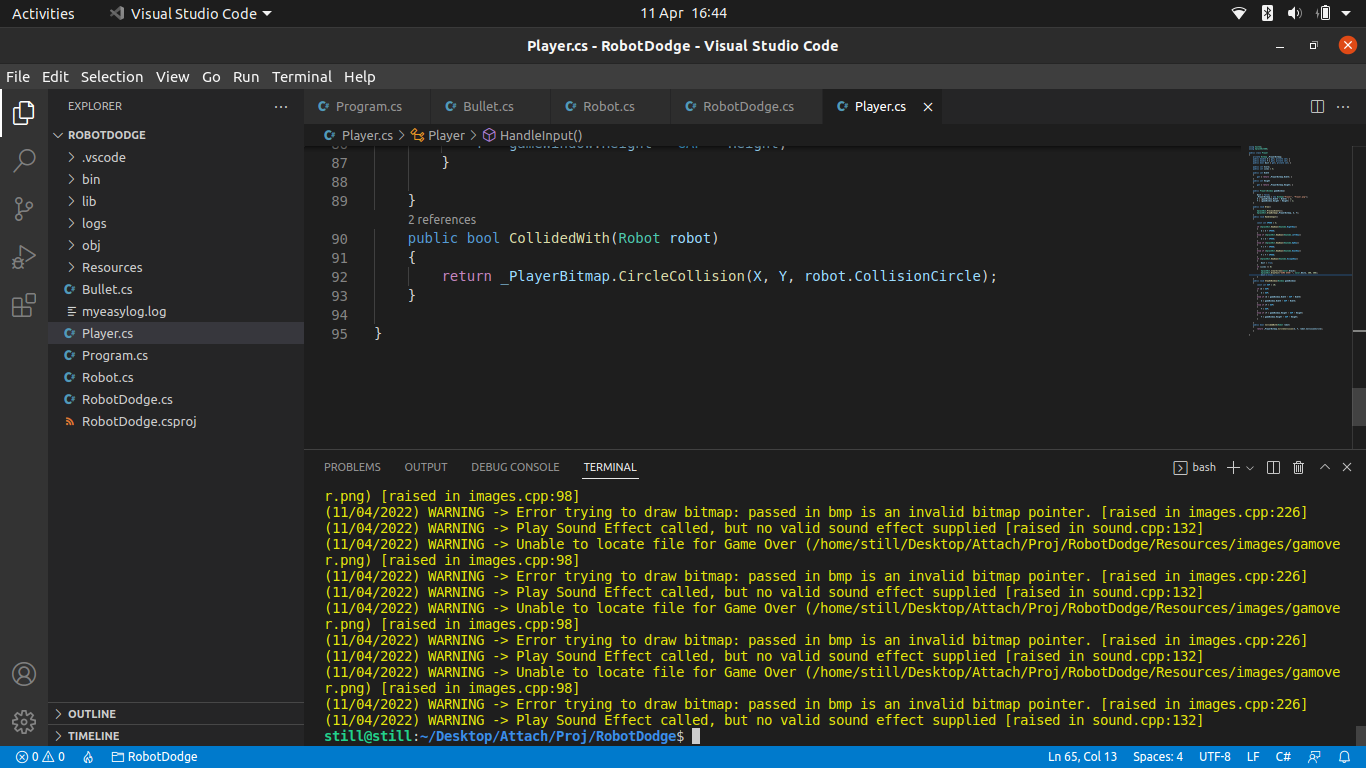 Activities Visual Studio Code 11 Apr 16:44
Player.cs - RobotDodge - Visual Studio Code
File Edit Selection View Go Run Terminal Help
EXPLORER
ROBOTDODGE
.vscode
bin
lib
logs
obj
Resources
Bullet.cs
myeasylog.log
Player.cs
Program.cs
Robot.cs
RobotDodge.cs
RobotDodge.csproj
OUTLINE
TIMELINE
Program.cs Bullet.cs Robot.cs RobotDodge.cs Player.cs
Player.cs > Player > HandleInput()
87 }
88
89 }
2 references
90 public bool CollidedWith(Robot robot)
91 {
92 return _PlayerBitmap.CircleCollision(X, Y, robot.CollisionCircle);
93 }
94
95 }
PROBLEMS OUTPUT DEBUG CONSOLE TERMINAL bash
r.png) [raised in images.cpp:98]
(11/04/2022) WARNING -> Error trying to draw bitmap: passed in bmp is an invalid bitmap pointer. [raised in images.cpp:226]
(11/04/2022) WARNING -> Play Sound Effect called, but no valid sound effect supplied [raised in sound.cpp:132]
(11/04/2022) WARNING -> Unable to locate file for Game Over (/home/still/Desktop/Attach/Proj/RobotDodge/Resources/images/gamove
r.png) [raised in images.cpp:98]
(11/04/2022) WARNING -> Error trying to draw bitmap: passed in bmp is an invalid bitmap pointer. [raised in images.cpp:226]
(11/04/2022) WARNING -> Play Sound Effect called, but no valid sound effect supplied [raised in sound.cpp:132]
(11/04/2022) WARNING -> Unable to locate file for Game Over (/home/still/Desktop/Attach/Proj/RobotDodge/Resources/images/gamove
r.png) [raised in images.cpp:98]
(11/04/2022) WARNING -> Error trying to draw bitmap: passed in bmp is an invalid bitmap pointer. [raised in images.cpp:226]
(11/04/2022) WARNING -> Play Sound Effect called, but no valid sound effect supplied [raised in sound.cpp:132]
(11/04/2022) WARNING -> Unable to locate file for Game Over (/home/still/Desktop/Attach/Proj/RobotDodge/Resources/images/gamove
r.png) [raised in images.cpp:98]
(11/04/2022) WARNING -> Error trying to draw bitmap: passed in bmp is an invalid bitmap pointer. [raised in images.cpp:226]
(11/04/2022) WARNING -> Play Sound Effect called, but no valid sound effect supplied [raised in sound.cpp:132]
still@still:~/Desktop/Attach/Proj/RobotDodge$
0 0 RobotDodge Ln 65, Col 13 Spaces: 4 UTF-8 LF C#